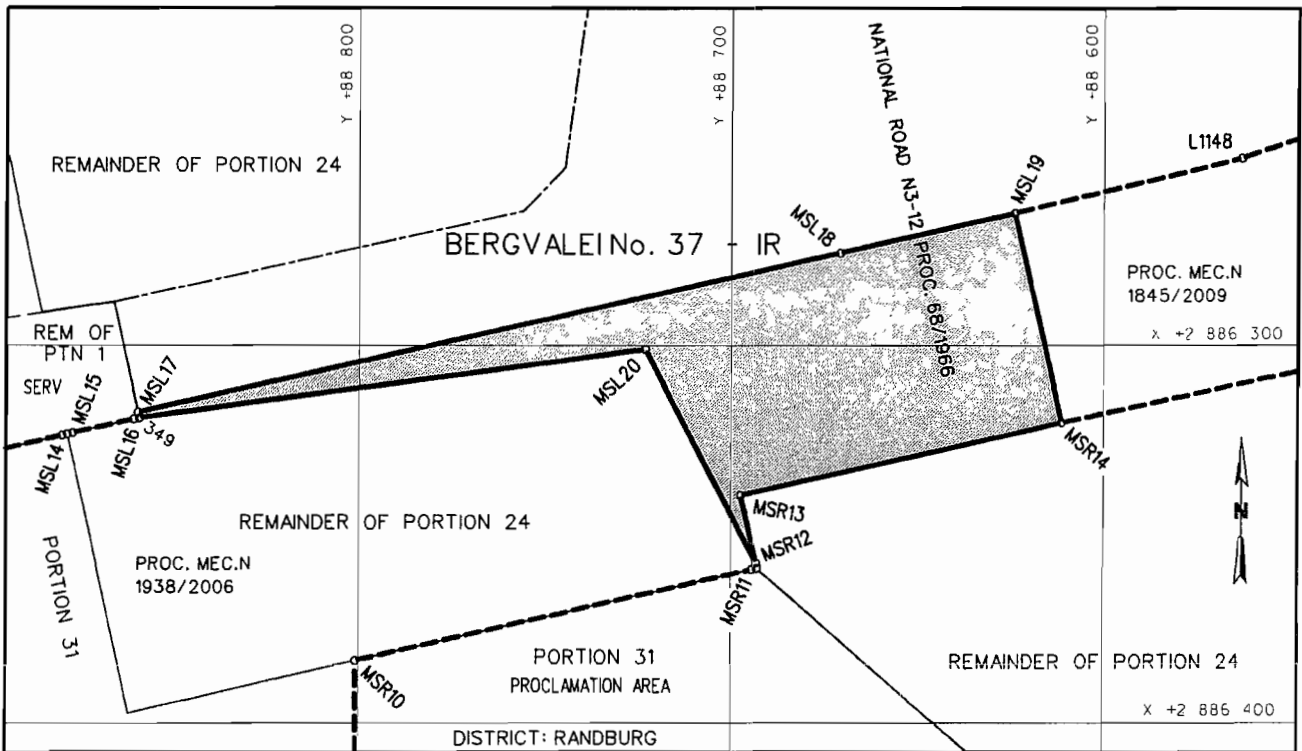 Y +88 800
Y +88 700
Y +88 600
NATIONAL ROAD N3-12 PROC. 68/1966
L1148
REMAINDER OF PORTION 24
MSL19
MSL18
BERGVALEI No. 37 - IR
PROC. MEC.N
1845/2009
X +2 886 300
REM OF
PTN 1
SERV
MSL15
MSL17
MSL20
MSL14
MSL16
349
MSR14
MSR13
REMAINDER OF PORTION 24
N
MSR12
PROC. MEC.N
1938/2006
MSR11
PORTION 31
PORTION 31
PROCLAMATION AREA
REMAINDER OF PORTION 24
MSR10
X +2 886 400
DISTRICT: RANDBURG